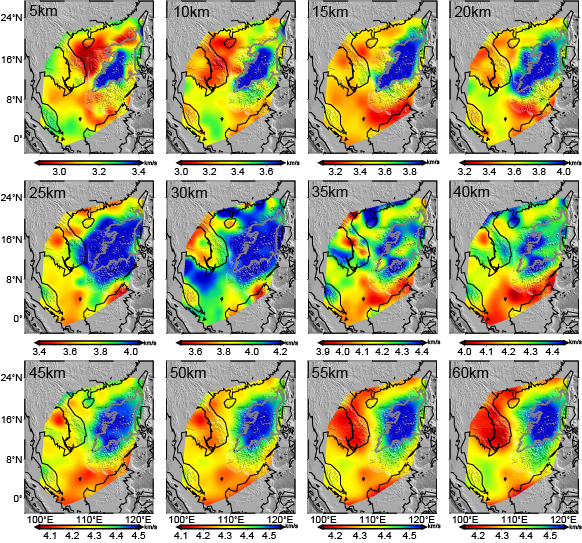 5km 10km 15km 20km
24°N
16°N
8°N
0°
km/s km/s km/s km/s
3.0 3.2 3.4 3.0 3.2 3.4 3.6 3.2 3.4 3.6 3.8 3.2 3.4 3.6 3.8 4.0
25km 30km 35km 40km
24°N
16°N
8°N
0°
km/s km/s km/s km/s
3.4 3.6 3.8 4.0 3.6 3.8 4.0 4.2 3.9 4.0 4.1 4.2 4.3 4.4 4.0 4.1 4.2 4.3 4.4
45km 50km 55km 60km
24°N
16°N
8°N
0°
100°E 110°E 120°E 100°E 110°E 120°E 100°E 110°E 120°E 100°E 110°E 120°E
km/s km/s km/s km/s
4.1 4.2 4.3 4.4 4.5 4.1 4.2 4.3 4.4 4.5 4.2 4.3 4.4 4.5 4.2 4.3 4.4 4.5